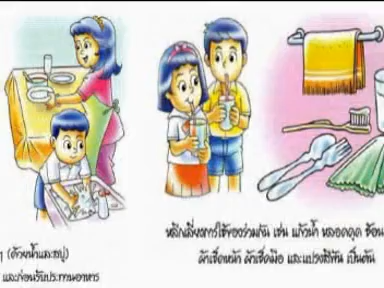 ๆ (ด้วยน้ำและสบู่)
และก่อนรับประทานอาหาร
หลีกเลี่ยงการใช้ของร่วมกัน เช่น แก้วน้ำ หลอดดูด ช้อน
ผ้าเช็ดหน้า ผ้าเช็ดมือ และแปรงสีฟัน เป็นต้น